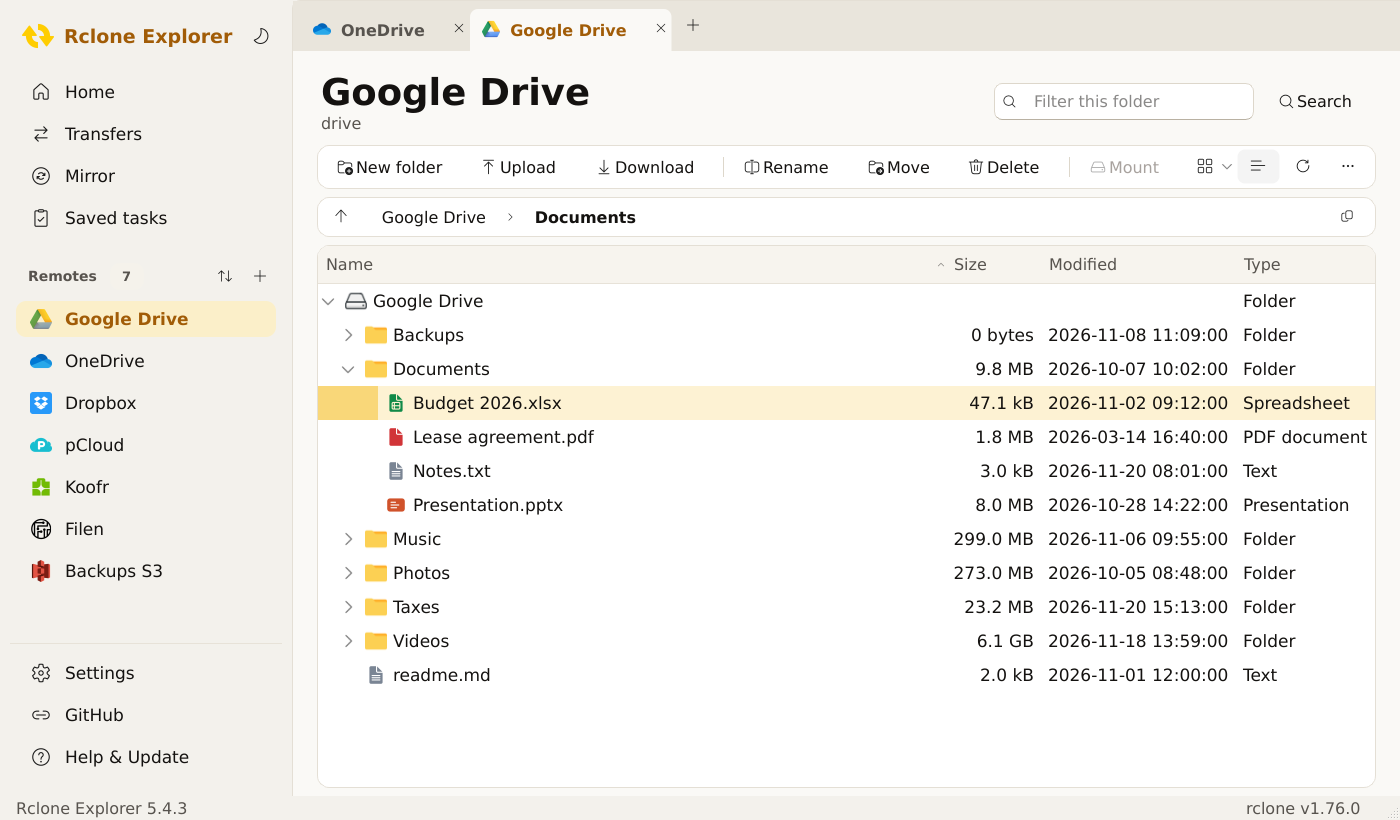 Rclone Explorer
Home
Transfers
Mirror
Saved tasks
Remotes 7
Google Drive
OneDrive
Dropbox
pCloud
Koofr
Filen
Backups S3
Settings
GitHub
Help & Update
Rclone Explorer 5.4.3
OneDrive
Google Drive
Google Drive
drive
Filter this folder
Search
New folder Upload Download Rename Move Delete Mount
Google Drive Documents
Name Size Modified Type
Google Drive Folder
Backups 0 bytes 2026-11-08 11:09:00 Folder
Documents 9.8 MB 2026-10-07 10:02:00 Folder
Budget 2026.xlsx 47.1 kB 2026-11-02 09:12:00 Spreadsheet
Lease agreement.pdf 1.8 MB 2026-03-14 16:40:00 PDF document
Notes.txt 3.0 kB 2026-11-20 08:01:00 Text
Presentation.pptx 8.0 MB 2026-10-28 14:22:00 Presentation
Music 299.0 MB 2026-11-06 09:55:00 Folder
Photos 273.0 MB 2026-10-05 08:48:00 Folder
Taxes 23.2 MB 2026-11-20 15:13:00 Folder
Videos 6.1 GB 2026-11-18 13:59:00 Folder
readme.md 2.0 kB 2026-11-01 12:00:00 Text
rclone v1.76.0